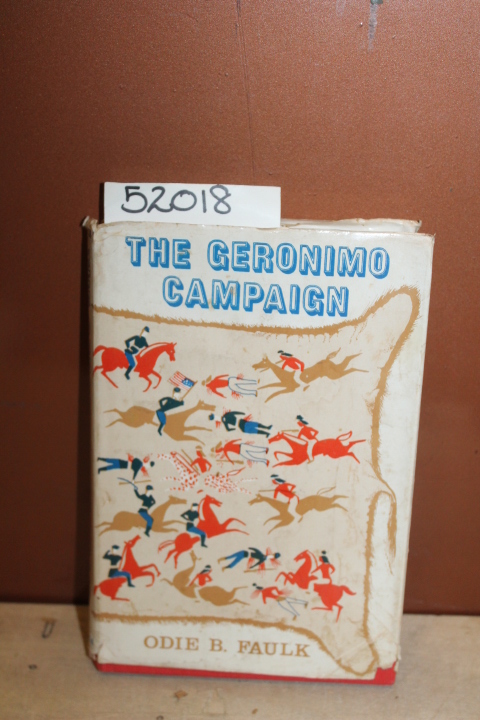 52018
THE GERONIMO
CAMPAIGN
ODIE B. FAULK